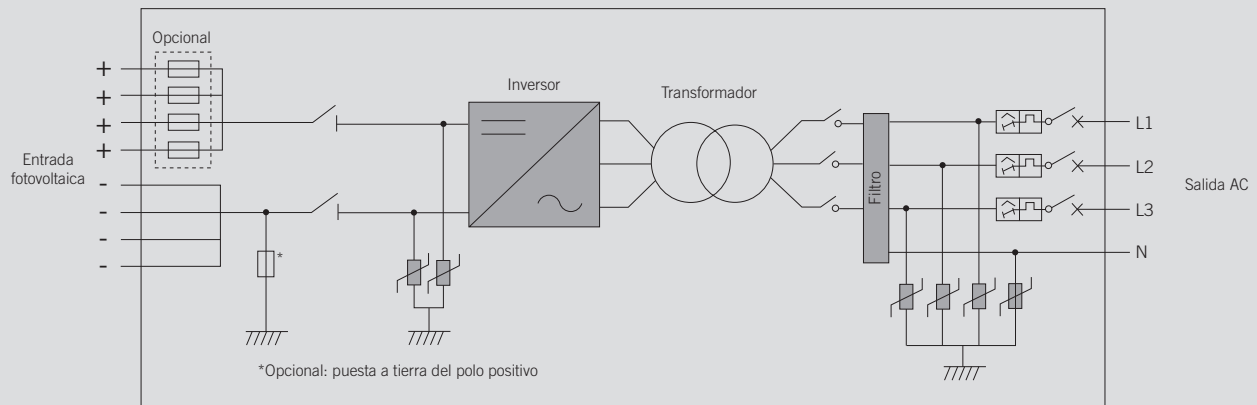 Opcional
+
+
+
+
Entrada
fotovoltaica
-
-
-
-
*
*Opcional: puesta a tierra del polo positivo
Inversor
Transformador
Filtro
L1
L2
L3
N
Salida AC